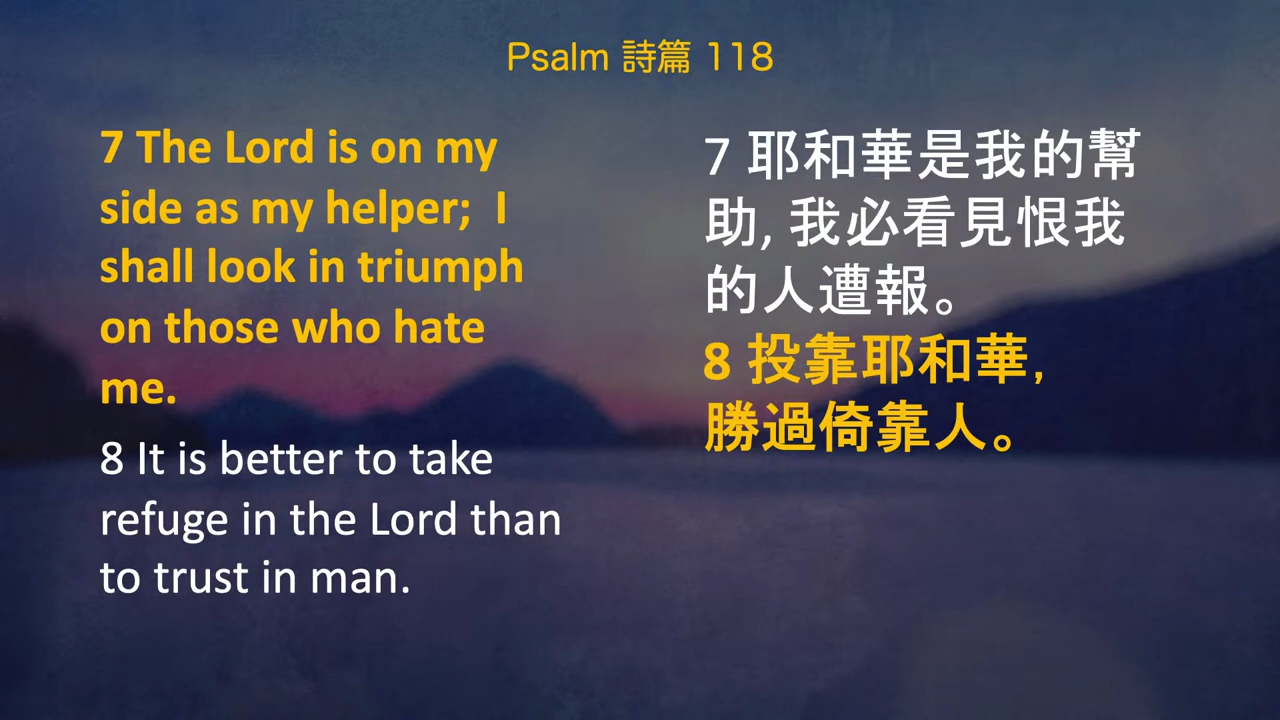 Psalm 詩篇 118
7 The Lord is on my
side as my helper; I
shall look in triumph
on those who hate
me.
8 It is better to take
refuge in the Lord than
to trust in man.
7 耶和華是我的幫
助, 我必看見恨我
的人遭報。
8 投靠耶和華,
勝過倚靠人。